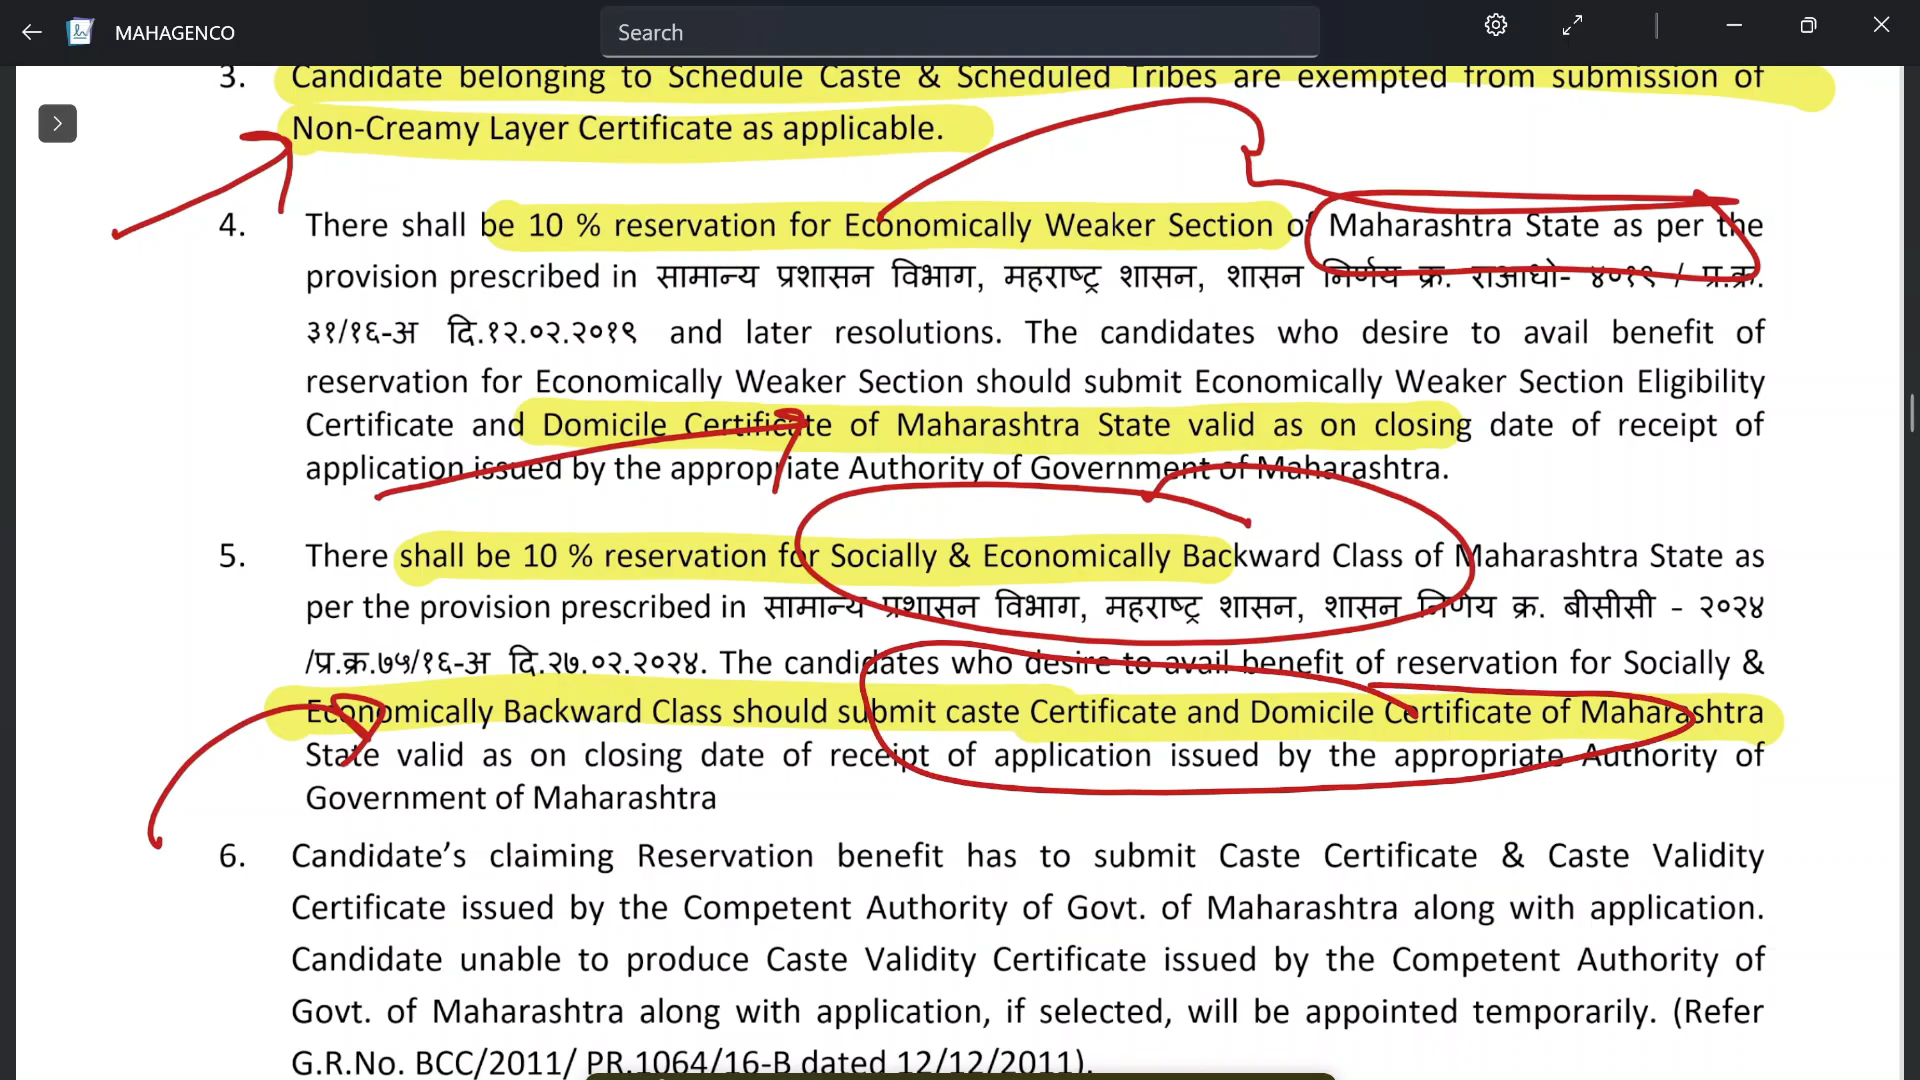 MAHAGENCO
Search
3. Candidate belonging to Schedule Caste & Scheduled Tribes are exempted from submission of
Non-Creamy Layer Certificate as applicable.
4. There shall be 10 % reservation for Economically Weaker Section of Maharashtra State as per the
provision prescribed in सामान्य प्रशासन विभाग, महराष्ट्र शासन, शासन निर्णय क्र. राआधो- ४०१९ / प्र.क्र.
३१/१६-अ दि.१२.०२.२०१९ and later resolutions. The candidates who desire to avail benefit of
reservation for Economically Weaker Section should submit Economically Weaker Section Eligibility
Certificate and Domicile Certificate of Maharashtra State valid as on closing date of receipt of
application issued by the appropriate Authority of Government of Maharashtra.
5. There shall be 10 % reservation for Socially & Economically Backward Class of Maharashtra State as
per the provision prescribed in सामान्य प्रशासन विभाग, महराष्ट्र शासन, शासन निर्णय क्र. बीसीसी - २०२४
/प्र.क्र.७५/१६-अ दि.२७.०२.२०२४. The candidates who desire to avail benefit of reservation for Socially &
Economically Backward Class should submit caste Certificate and Domicile Certificate of Maharashtra
State valid as on closing date of receipt of application issued by the appropriate Authority of
Government of Maharashtra
6. Candidate’s claiming Reservation benefit has to submit Caste Certificate & Caste Validity
Certificate issued by the Competent Authority of Govt. of Maharashtra along with application.
Candidate unable to produce Caste Validity Certificate issued by the Competent Authority of
Govt. of Maharashtra along with application, if selected, will be appointed temporarily. (Refer
G.R.No. BCC/2011/ PR.1064/16-B dated 12/12/2011).